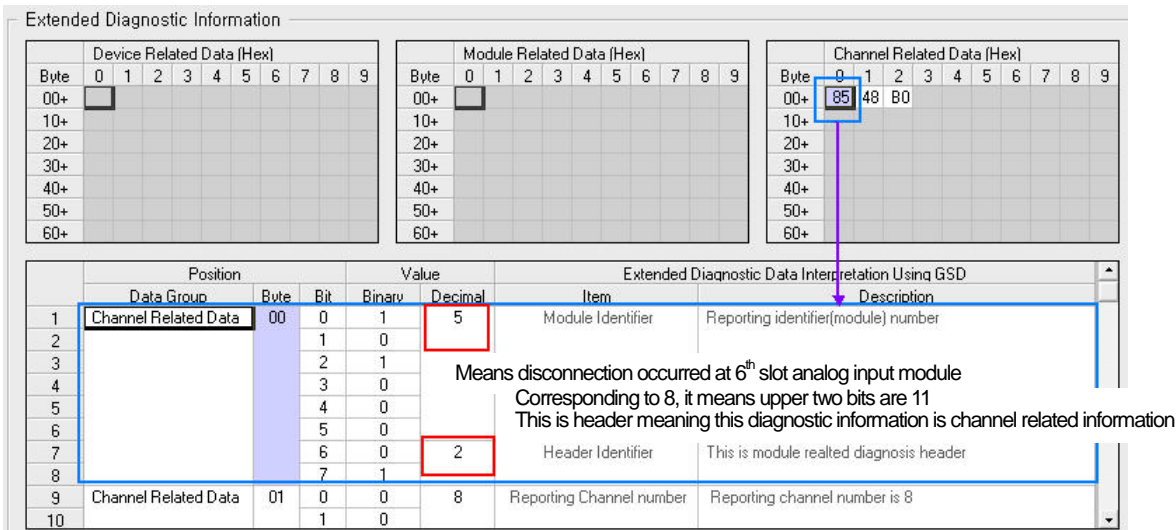 Extended Diagnostic Information
Device Related Data (Hex)
Byte 0 1 2 3 4 5 6 7 8 9
00+
10+
20+
30+
40+
50+
60+
Module Related Data (Hex)
Byte 0 1 2 3 4 5 6 7 8 9
00+
10+
20+
30+
40+
50+
60+
Channel Related Data (Hex)
Byte 0 1 2 3 4 5 6 7 8 9
00+ 85 48 B0
10+
20+
30+
40+
50+
60+
Position Value Extended Diagnostic Data Interpretation Using GSD
Data Group Byte Bit Binary Decimal Item Description
1 Channel Related Data 00 0 1 5 Module Identifier Reporting identifier(module) number
2 1 0
3 2 1
Means disconnection occurred at 6th slot analog input module
4 3 0
Corresponding to 8, it means upper two bits are 11
5 4 0
This is header meaning this diagnostic information is channel related information
6 5 0
7 6 0 2 Header Identifier This is module realted diagnosis header
8 7 1
9 Channel Related Data 01 0 0 8 Reporting Channel number Reporting channel number is 8
10 1 0